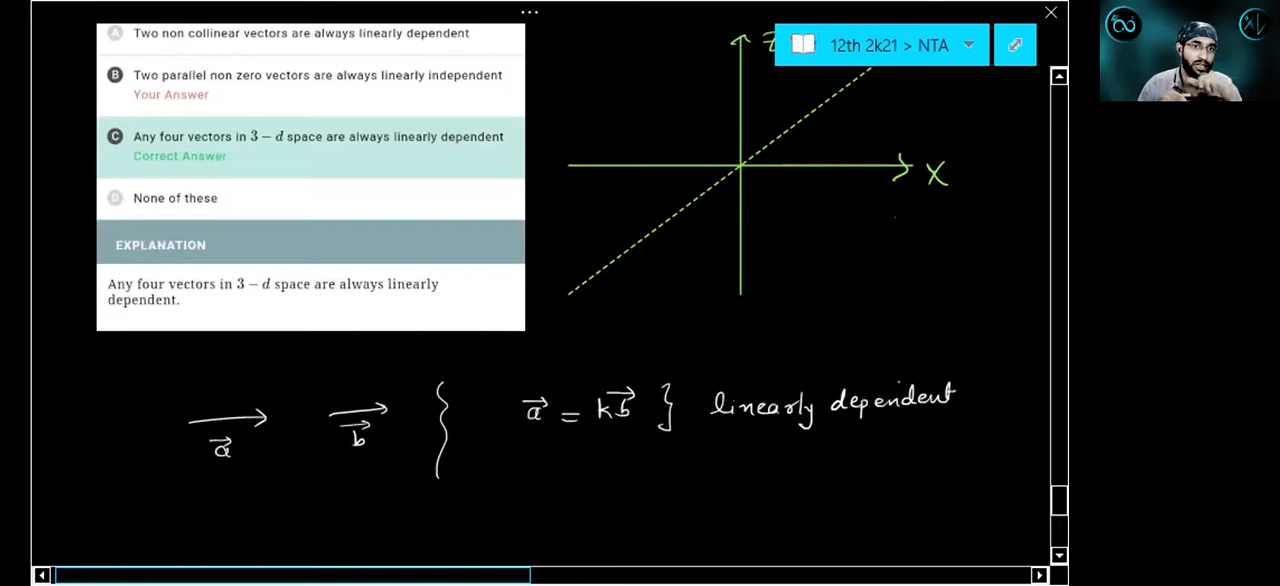 A Two non collinear vectors are always linearly dependent
B Two parallel non zero vectors are always linearly independent
Your Answer
C Any four vectors in 3 − d space are always linearly dependent
Correct Answer
D None of these
EXPLANATION
Any four vectors in 3 − d space are always linearly
dependent.
12th 2k21 > NTA
X
a⃗ b⃗ { a⃗ = kb⃗ } linearly dependent